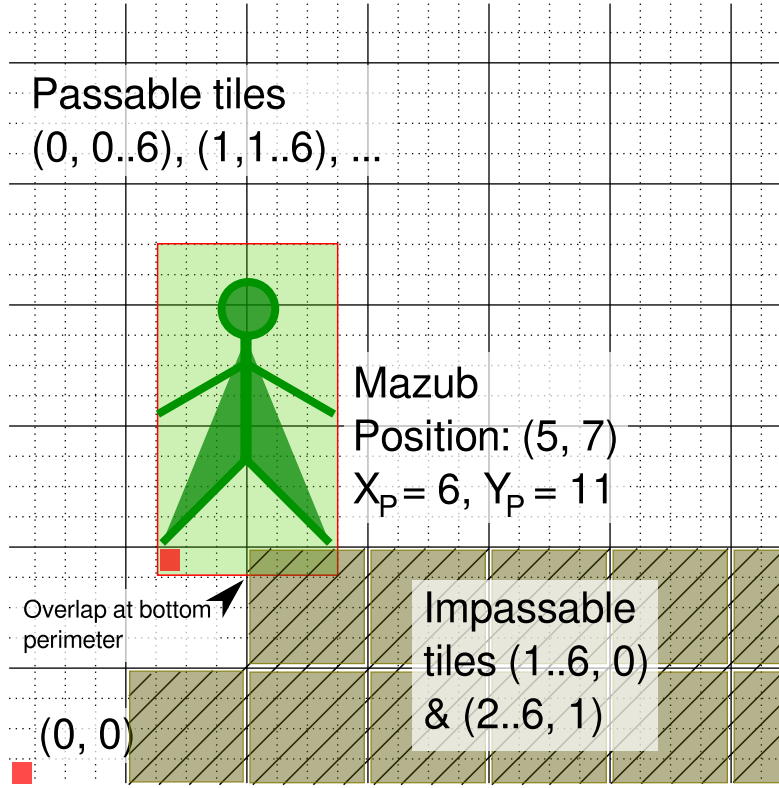 Passable tiles
(0, 0..6), (1,1..6), ...
Mazub
Position: (5, 7)
XP = 6, YP = 11
Overlap at bottom
perimeter
Impassable
tiles (1..6, 0)
& (2..6, 1)
(0, 0)